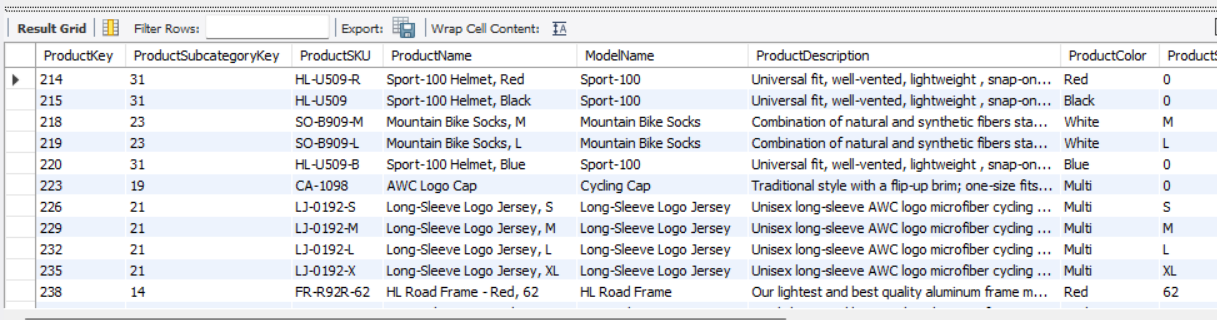 Result Grid Filter Rows: Export: Wrap Cell Content:
ProductKey ProductSubcategoryKey ProductSKU ProductName ModelName ProductDescription ProductColor ProductS
214 31 HL-U509-R Sport-100 Helmet, Red Sport-100 Universal fit, well-vented, lightweight , snap-on... Red 0
215 31 HL-U509 Sport-100 Helmet, Black Sport-100 Universal fit, well-vented, lightweight , snap-on... Black 0
218 23 SO-B909-M Mountain Bike Socks, M Mountain Bike Socks Combination of natural and synthetic fibers sta... White M
219 23 SO-B909-L Mountain Bike Socks, L Mountain Bike Socks Combination of natural and synthetic fibers sta... White L
220 31 HL-U509-B Sport-100 Helmet, Blue Sport-100 Universal fit, well-vented, lightweight , snap-on... Blue 0
223 19 CA-1098 AWC Logo Cap Cycling Cap Traditional style with a flip-up brim; one-size fits... Multi 0
226 21 LJ-0192-S Long-Sleeve Logo Jersey, S Long-Sleeve Logo Jersey Unisex long-sleeve AWC logo microfiber cycling ... Multi S
229 21 LJ-0192-M Long-Sleeve Logo Jersey, M Long-Sleeve Logo Jersey Unisex long-sleeve AWC logo microfiber cycling ... Multi M
232 21 LJ-0192-L Long-Sleeve Logo Jersey, L Long-Sleeve Logo Jersey Unisex long-sleeve AWC logo microfiber cycling ... Multi L
235 21 LJ-0192-X Long-Sleeve Logo Jersey, XL Long-Sleeve Logo Jersey Unisex long-sleeve AWC logo microfiber cycling ... Multi XL
238 14 FR-R92R-62 HL Road Frame - Red, 62 HL Road Frame Our lightest and best quality aluminum frame m... Red 62